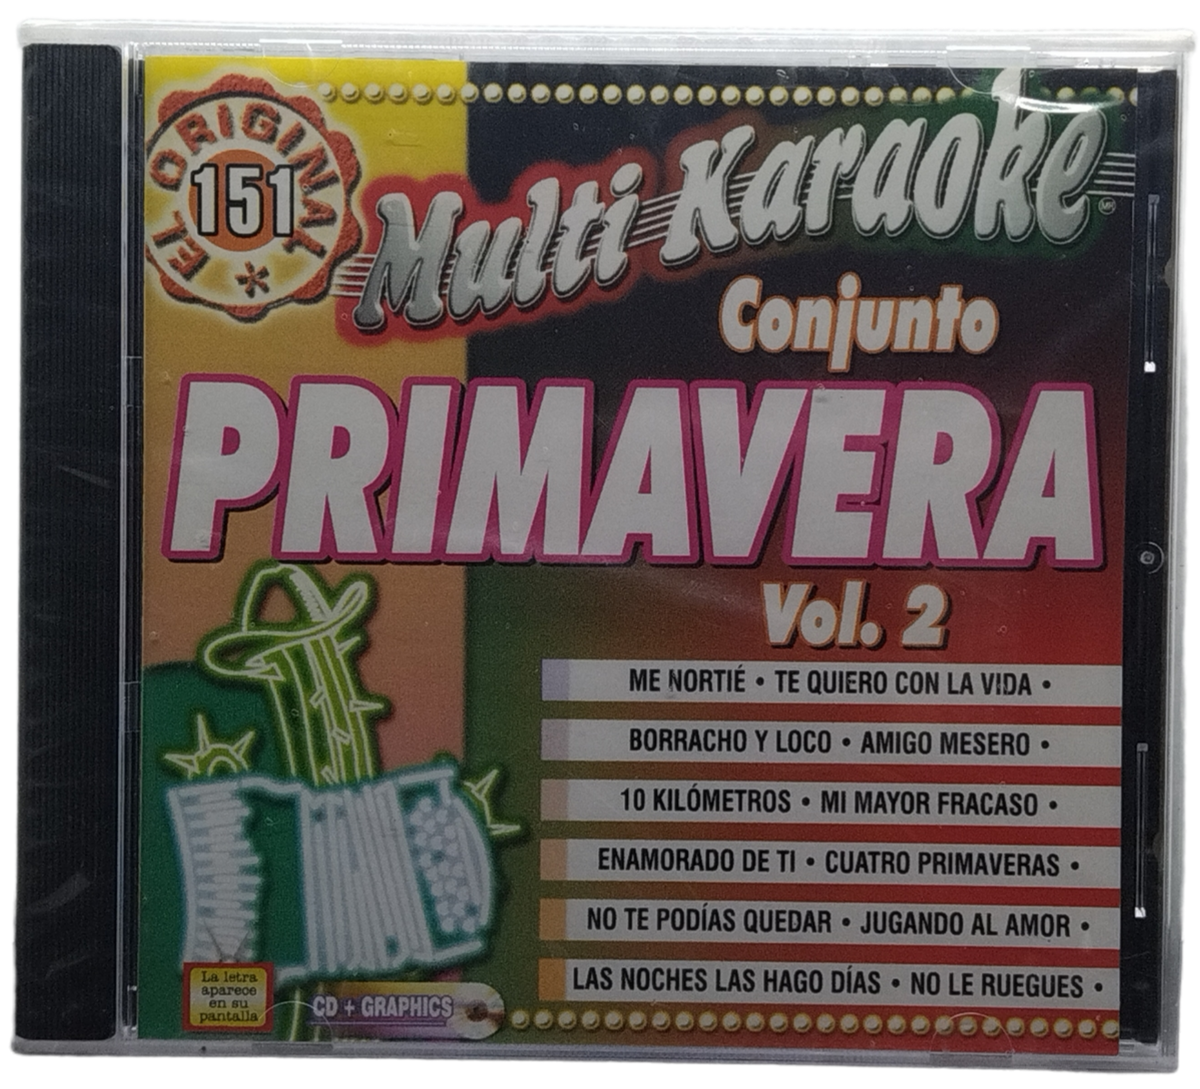 EL ORIGINAL
151
Multi Karaoke MR
Conjunto
PRIMAVERA
Vol. 2
ME NORTIÉ • TE QUIERO CON LA VIDA •
BORRACHO Y LOCO • AMIGO MESERO •
10 KILÓMETROS • MI MAYOR FRACASO •
ENAMORADO DE TI • CUATRO PRIMAVERAS •
NO TE PODÍAS QUEDAR • JUGANDO AL AMOR •
LAS NOCHES LAS HAGO DÍAS • NO LE RUEGUES •
La letra
aparece
en su
pantalla
CD + GRAPHICS